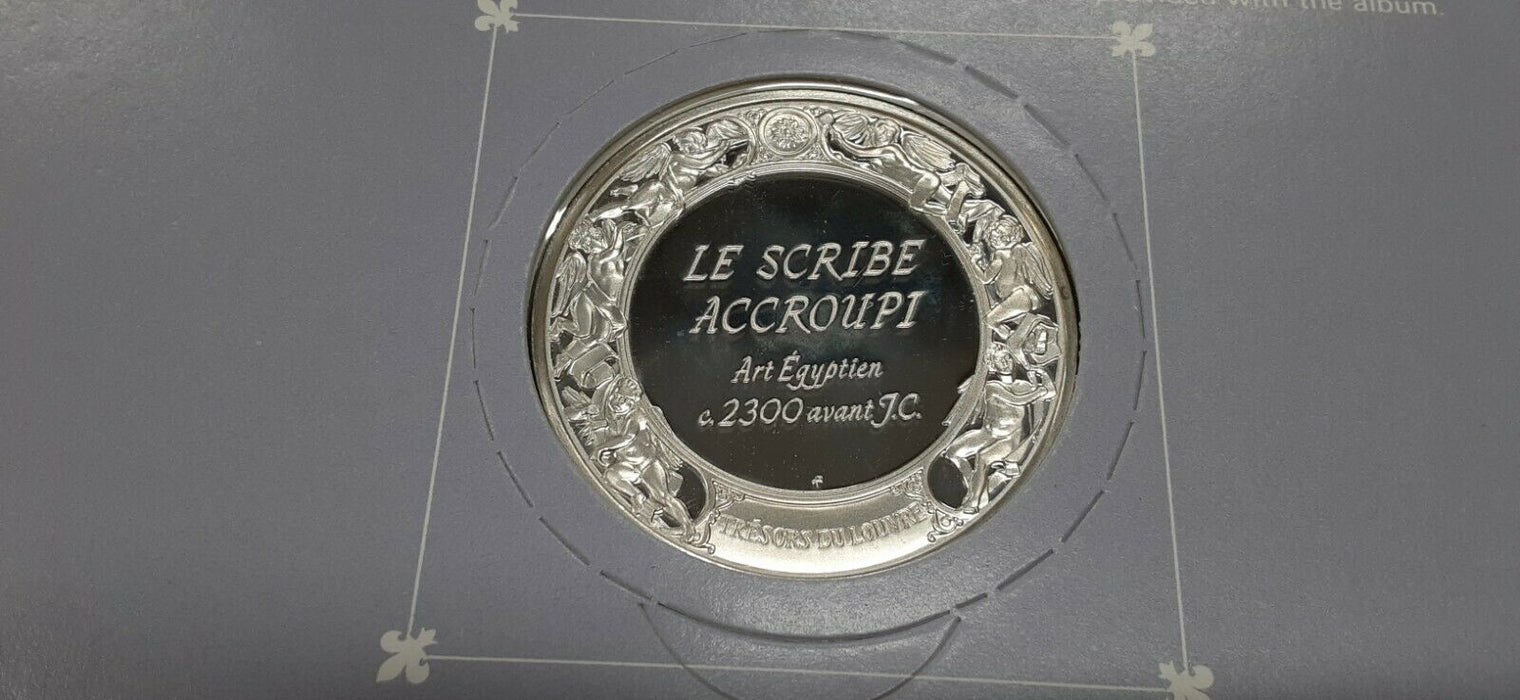 with the album.
LE SCRIBE
ACCROUPI
Art Égyptien
c. 2300 avant J.C.
TRÉSORS DU LOUVRE